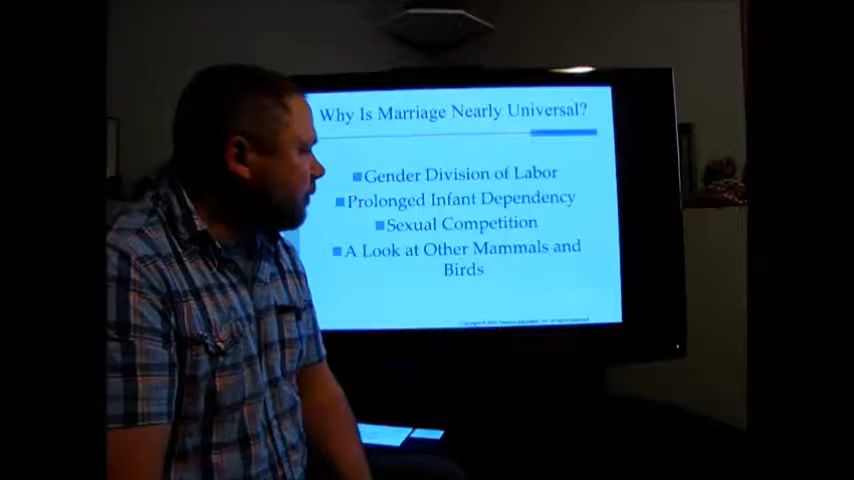 Why Is Marriage Nearly Universal?
■Gender Division of Labor
■Prolonged Infant Dependency
■Sexual Competition
■A Look at Other Mammals and
Birds